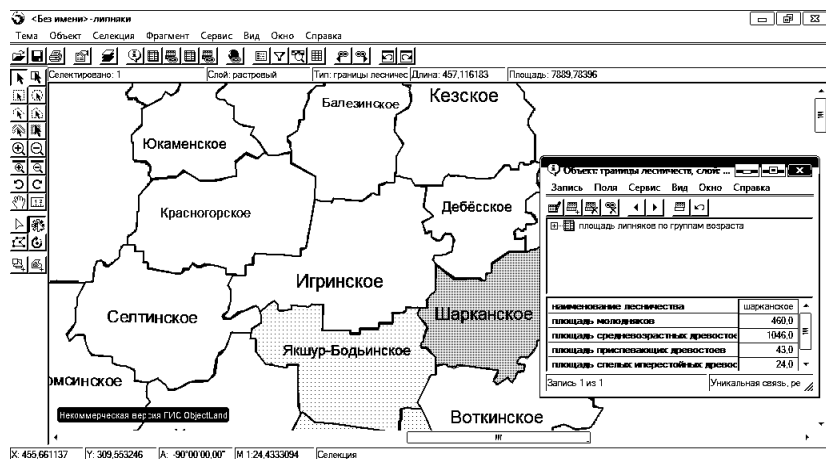 <Без имени>-липняки
Тема Объект Селекция Фрагмент Сервис Вид Окно Справка
Селектировано: 1 Слой: растровый Тип: границы лесничес Длина: 457,116183 Площадь: 7889,78396
Балезинское
Кезское
Юкаменское
Красногорское
Дебёсское
Игринское
Селтинское
Шарканское
Якшур-Бодьинское
омсинское
Воткинское
Некоммерческая версия ГИС ObjectLand
Объект: границы лесничеств, слой: ...
Запись Поля Сервис Вид Окно Справка
площадь липняков по группам возраста
наименование лесничества шарканское
площадь молодняков 460,0
площадь средневозрастных древостое 1046,0
площадь приспевающих древостоев 43,0
площадь спелых иперестойных древос 24,0
Запись 1 из 1 Уникальная связь, ре
X: 455,661137 Y: 309,553246 A: -90°00'00,00" M 1:24,4333094 Селекция